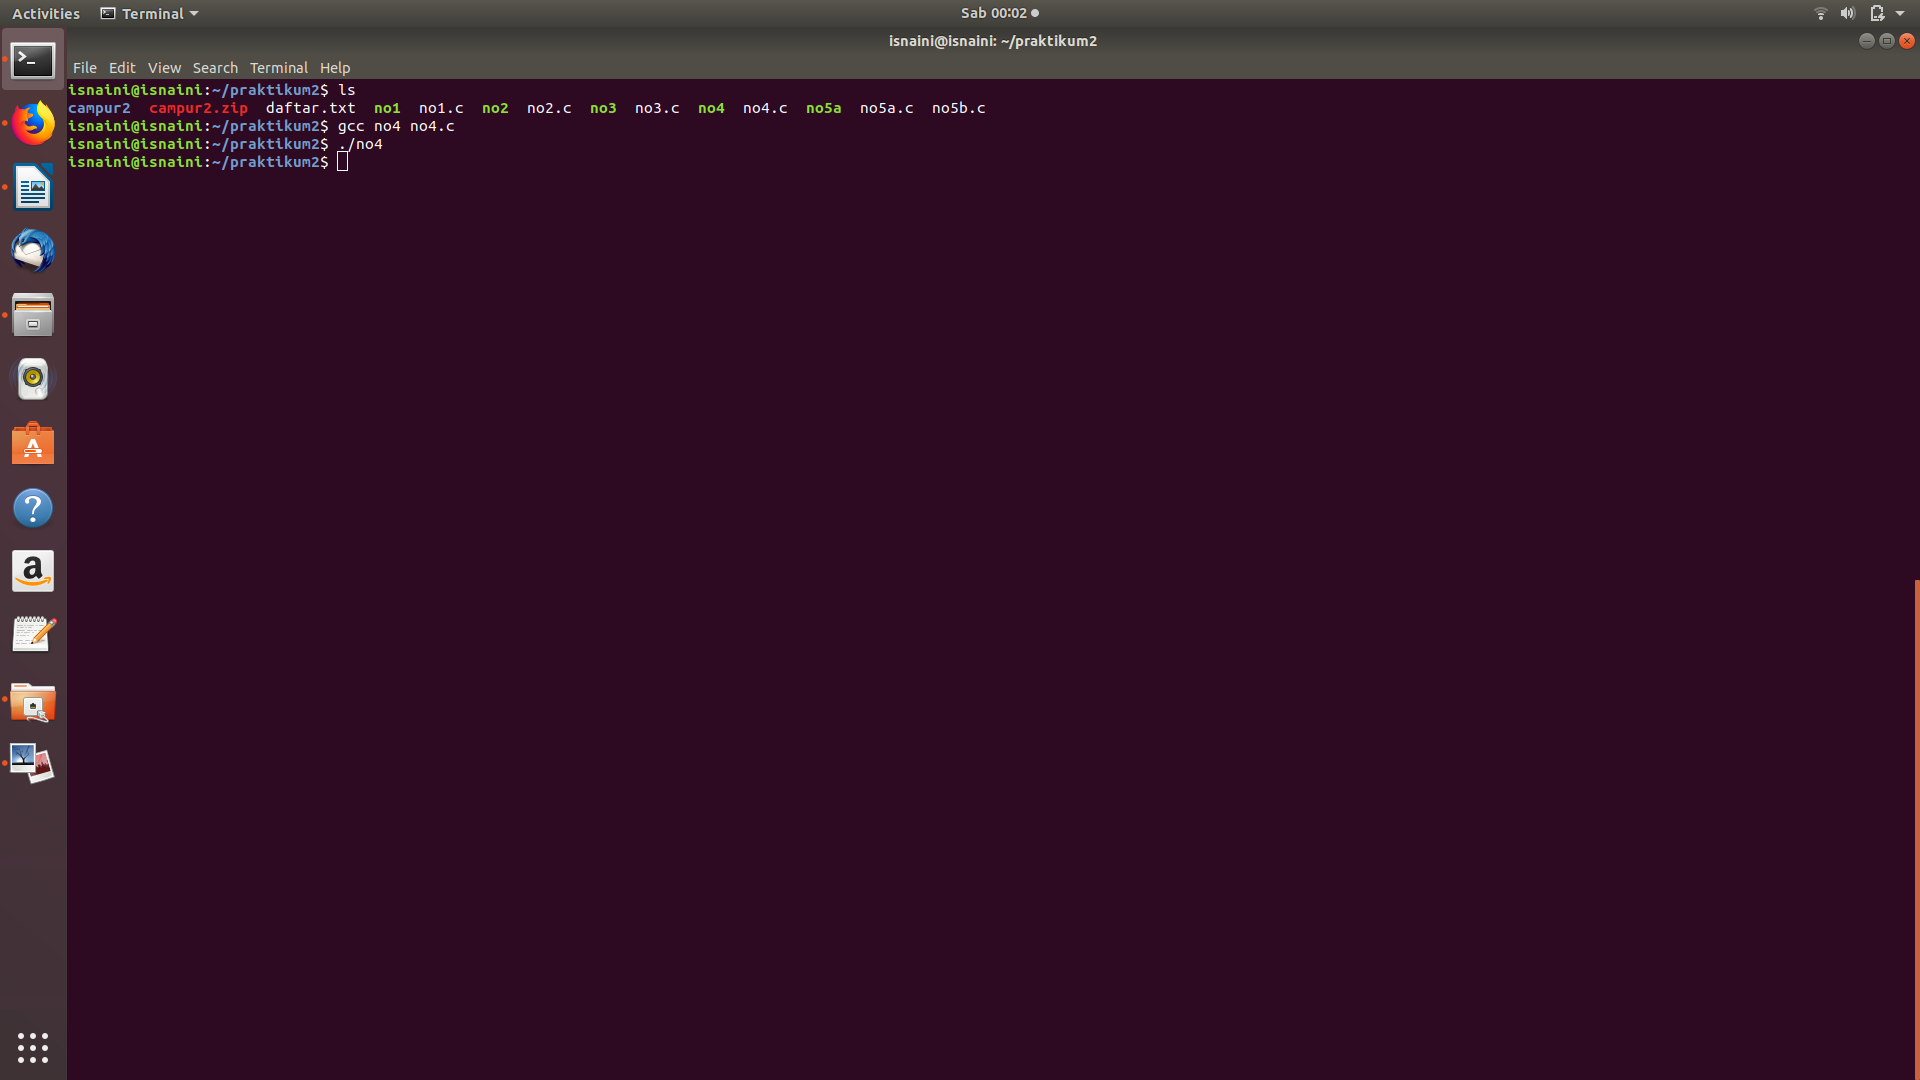 Activities Terminal Sab 00:02
isnaini@isnaini: ~/praktikum2
File Edit View Search Terminal Help
isnaini@isnaini:~/praktikum2$ ls
campur2 campur2.zip daftar.txt no1 no1.c no2 no2.c no3 no3.c no4 no4.c no5a no5a.c no5b.c
isnaini@isnaini:~/praktikum2$ gcc no4 no4.c
isnaini@isnaini:~/praktikum2$ ./no4
isnaini@isnaini:~/praktikum2$